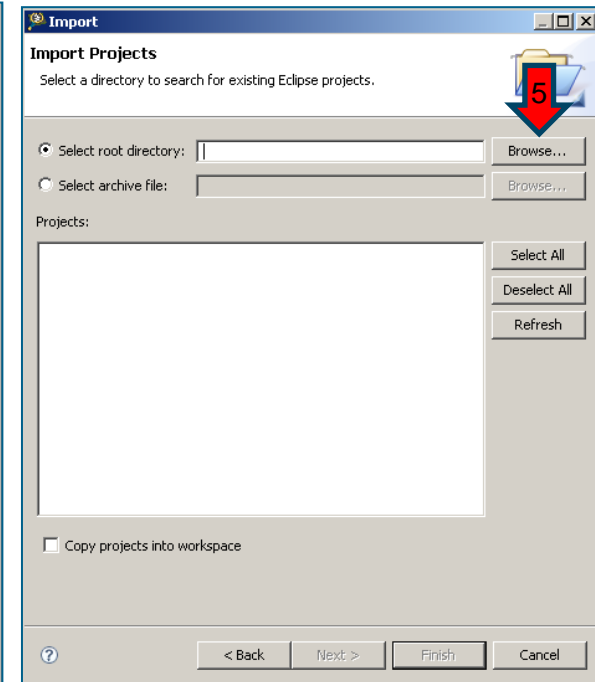 Import
Import Projects
Select a directory to search for existing Eclipse projects.
5
Select root directory: Browse...
Select archive file: Browse...
Projects:
Select All
Deselect All
Refresh
Copy projects into workspace
? < Back Next > Finish Cancel